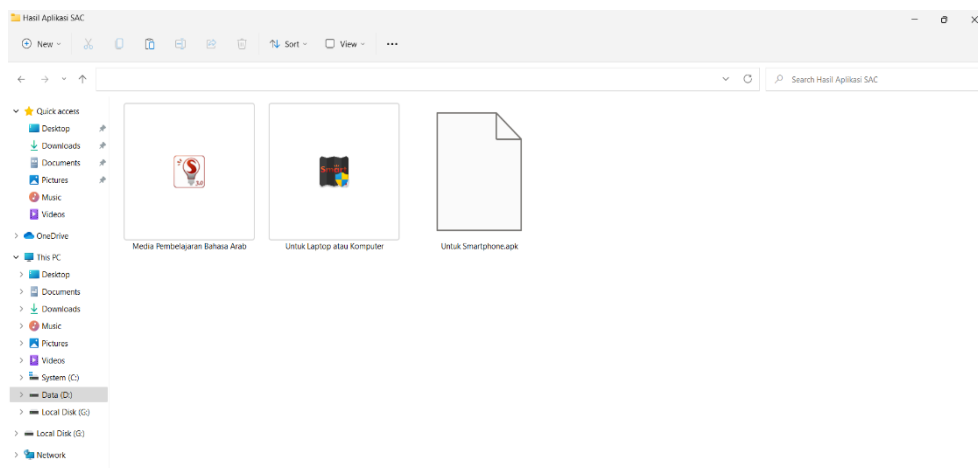 Hasil Aplikasi SAC
New
Sort
View
Search Hasil Aplikasi SAC
Quick access
Desktop
Downloads
Documents
Pictures
Music
Videos
OneDrive
This PC
Desktop
Documents
Downloads
Music
Pictures
Videos
System (C:)
Data (D:)
Local Disk (G:)
Local Disk (G:)
Network
S
3.0
Media Pembelajaran Bahasa Arab
Untuk Laptop atau Komputer
Untuk Smartphone.apk